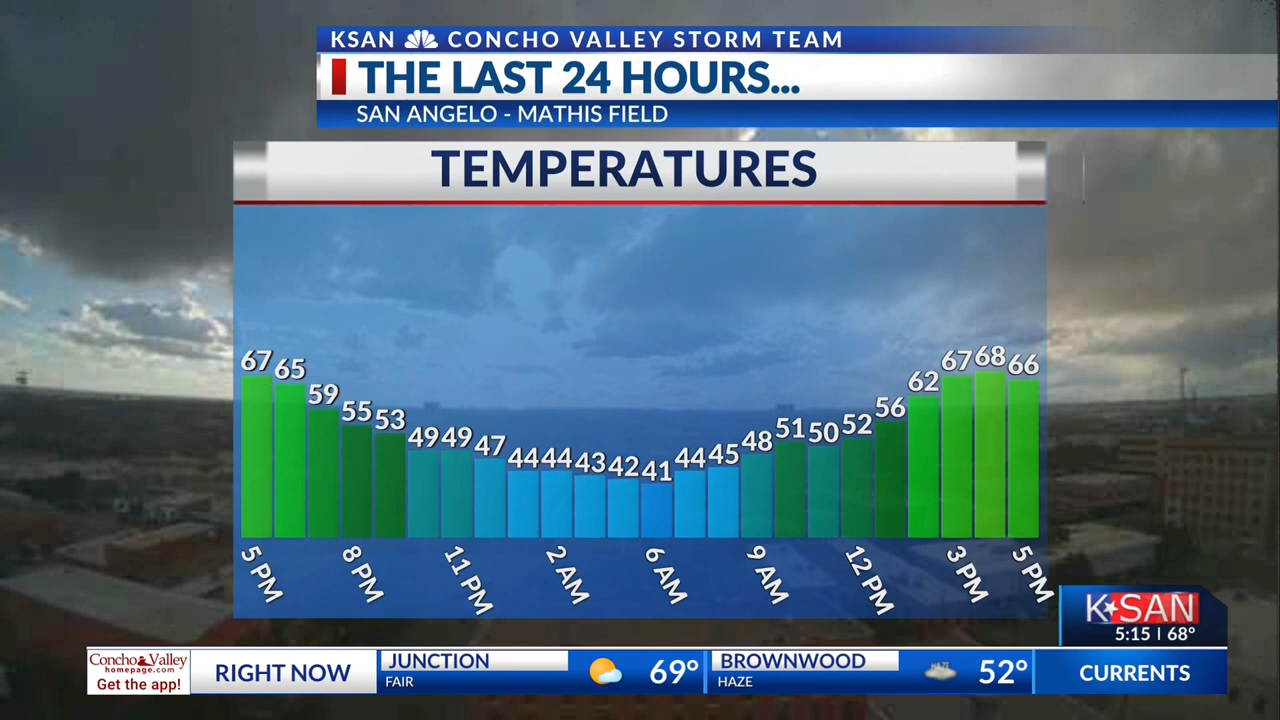 KSAN CONCHO VALLEY STORM TEAM
THE LAST 24 HOURS...
SAN ANGELO - MATHIS FIELD
TEMPERATURES
67 65 59 55 53 49 49 47 44 44 43 42 41 44 45 48 51 50 52 56 62 67 68 66
5 PM 8 PM 11 PM 2 AM 6 AM 9 AM 12 PM 3 PM 5 PM
KSAN
5:15 | 68°
Concho Valley
homepage.com
Get the app!
RIGHT NOW
JUNCTION
FAIR
69°
BROWNWOOD
HAZE
HAZE
52°
CURRENTS